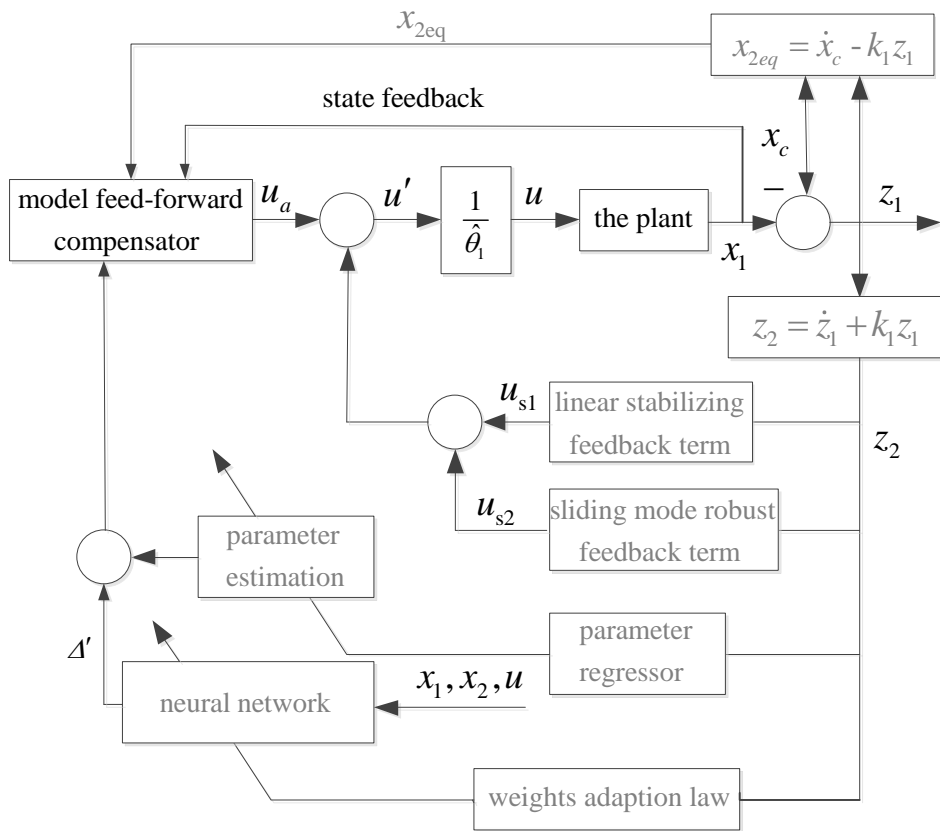 x_{2eq}
x_{2eq} = ẋ_c - k_1 z_1
state feedback
x_c
model feed-forward
compensator
u_a
u′
1
θ̂_1
u
the plant
x_1
−
z_1
z_2 = ż_1 + k_1 z_1
u_{s1}
linear stabilizing
feedback term
z_2
u_{s2}
sliding mode robust
feedback term
parameter
estimation
parameter
regressor
Δ′
neural network
x_1, x_2, u
weights adaption law